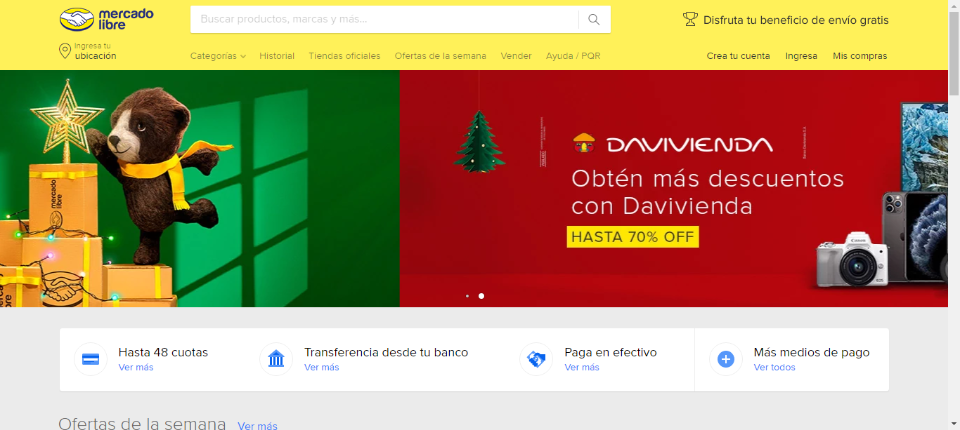 mercado
libre
Buscar productos, marcas y más...
Disfruta tu beneficio de envío gratis
Ingresa tu
ubicación
Categorías
Historial
Tiendas oficiales
Ofertas de la semana
Vender
Ayuda / PQR
Crea tu cuenta
Ingresa
Mis compras
mercado
libre
DAVIVIENDA
Obtén más descuentos
con Davivienda
HASTA 70% OFF
Canon
Hasta 48 cuotas
Ver más
Transferencia desde tu banco
Ver más
Paga en efectivo
Ver más
Más medios de pago
Ver todos
Ofertas de la semana
Ver más